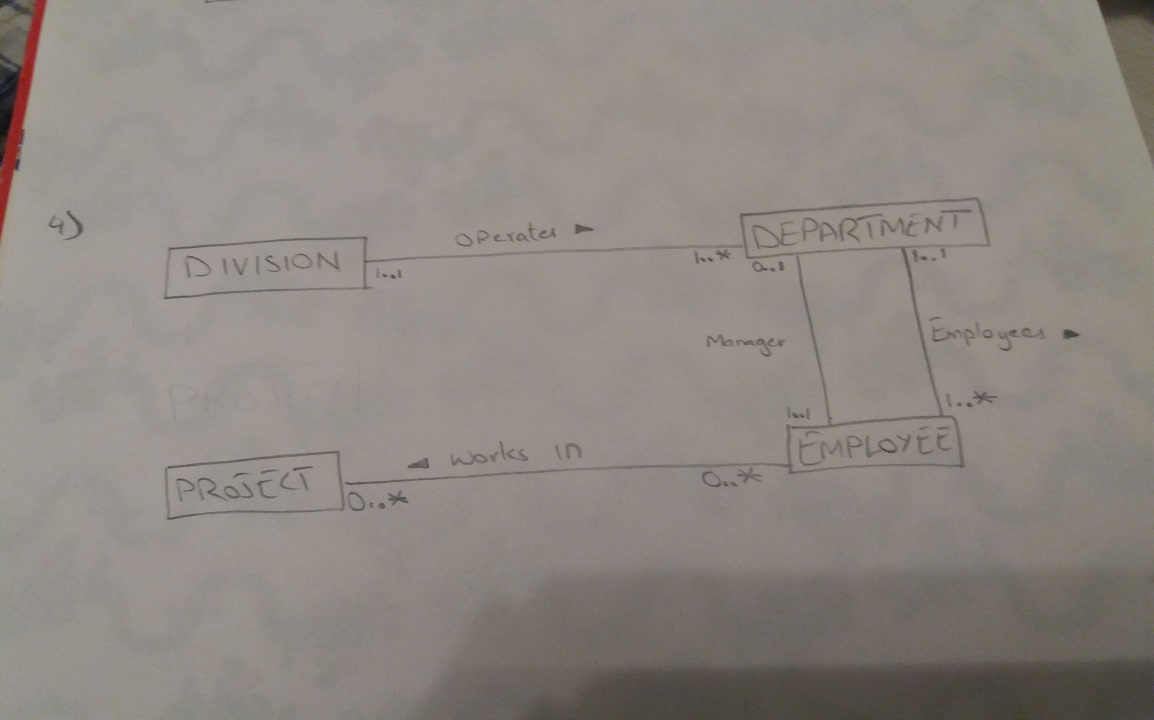 a)
Operates ►
DIVISION
1..1
1..*
DEPARTMENT
0..1
1..1
Manager
Employees ►
1..1
1..*
◄ Works in
EMPLOYEE
PROJECT
0..*
0..*